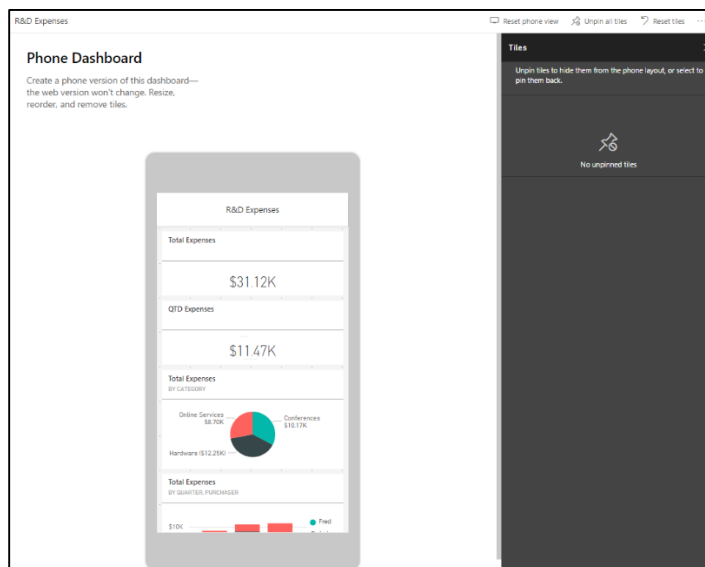 R&D Expenses
Reset phone view
Unpin all tiles
Reset tiles
...
Phone Dashboard
Create a phone version of this dashboard—
the web version won't change. Resize,
reorder, and remove tiles.
Tiles
Unpin tiles to hide them from the phone layout, or select to
pin them back.
No unpinned tiles
R&D Expenses
Total Expenses
$31.12K
QTD Expenses
$11.47K
Total Expenses
BY CATEGORY
Online Services
$8.70K
Conferences
$10.17K
Hardware ($12.25K)
Total Expenses
BY QUARTER, PURCHASER
$10K
Fred